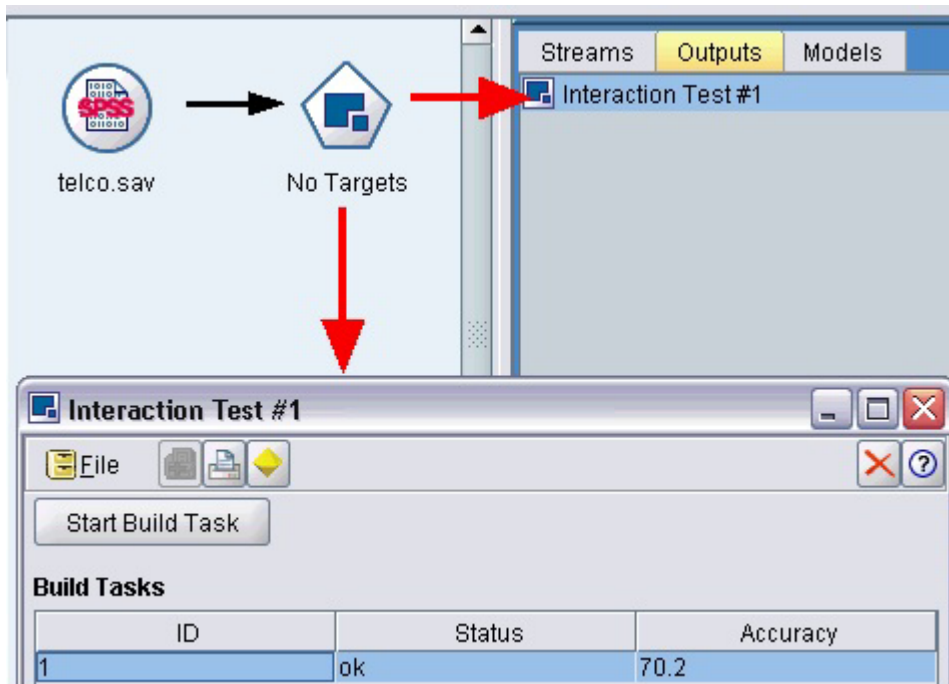 Streams Outputs Models
Interaction Test #1
SPSS
telco.sav
No Targets
Interaction Test #1
File
Start Build Task
Build Tasks
ID Status Accuracy
1 ok 70.2